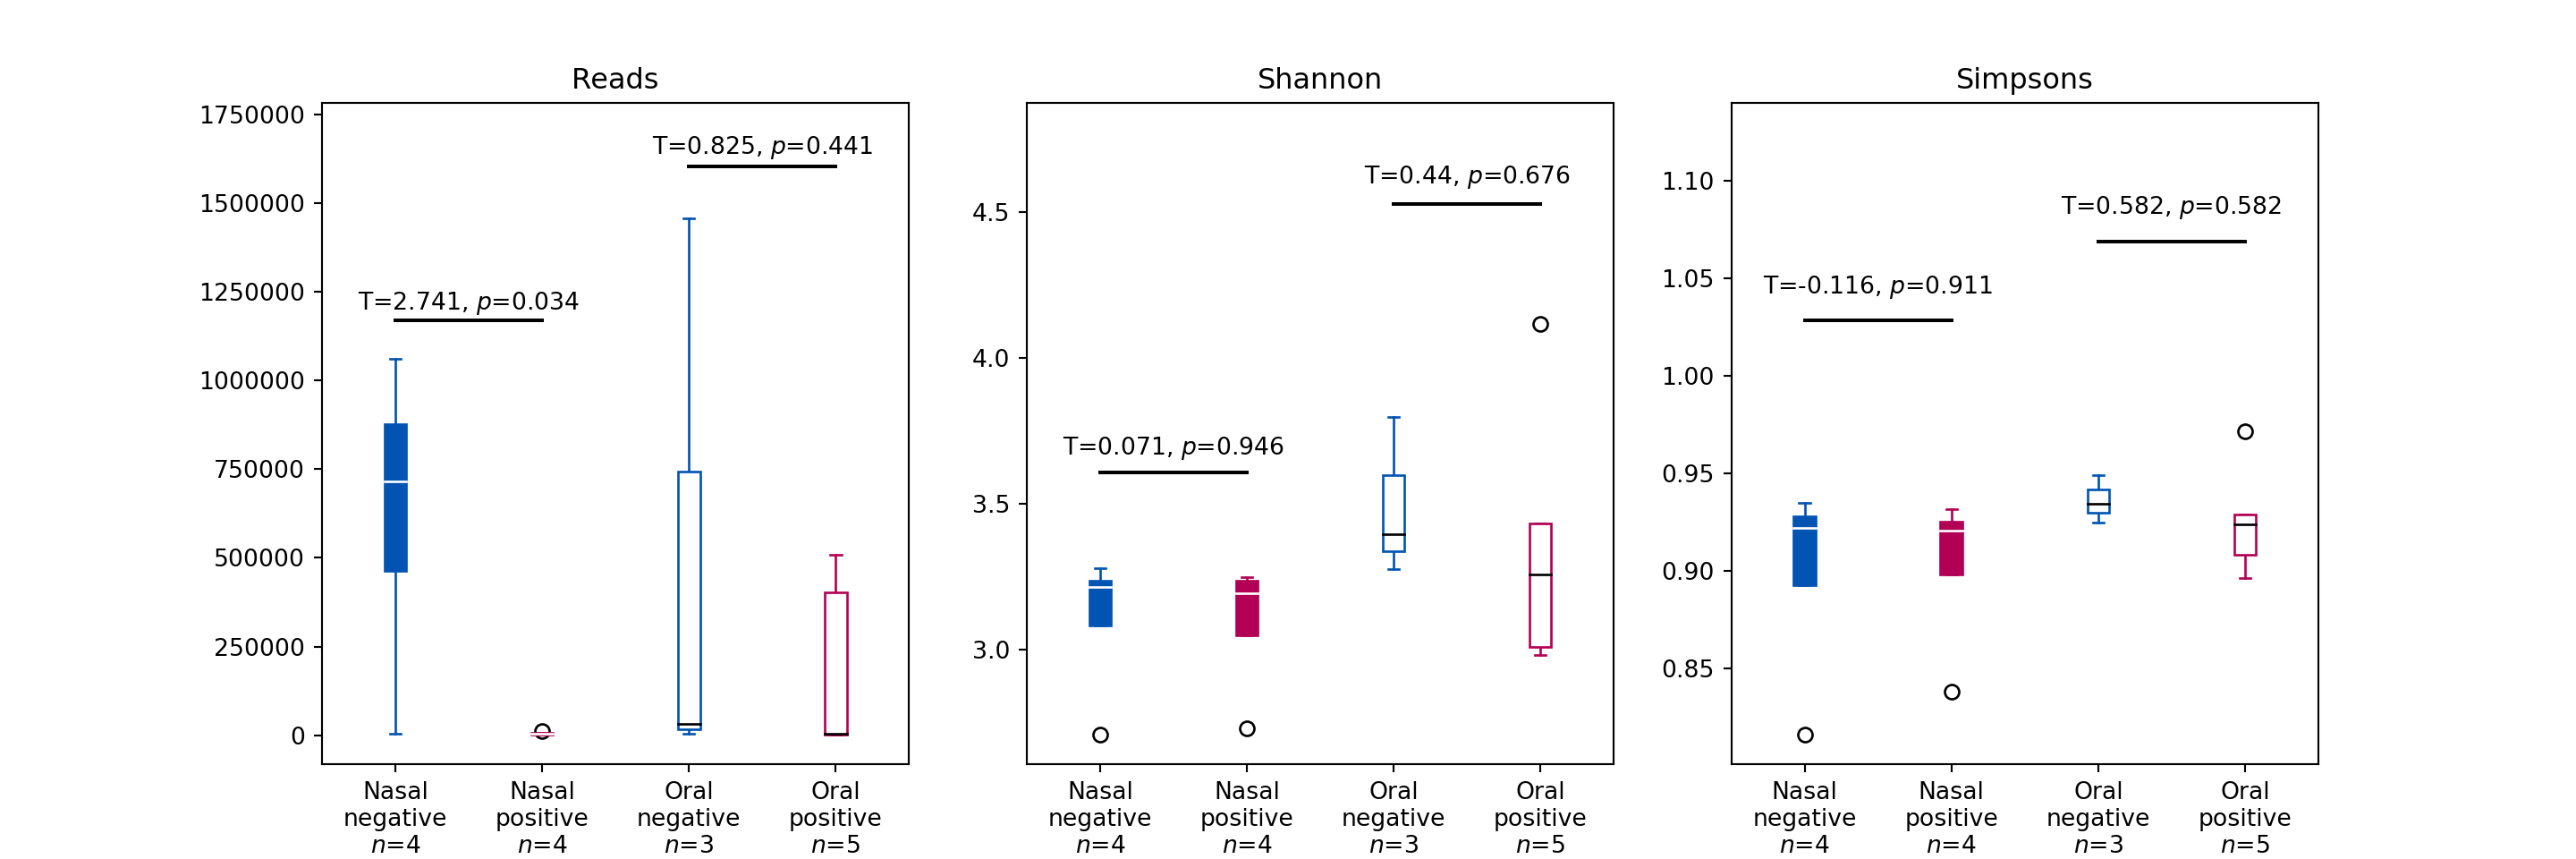 Reads
1750000
1500000
1250000
1000000
750000
500000
250000
0
T=2.741, p=0.034
T=0.825, p=0.441
Nasal
negative
n=4
Nasal
positive
n=4
Oral
negative
n=3
Oral
positive
n=5
Shannon
4.5
4.0
3.5
3.0
T=0.071, p=0.946
T=0.44, p=0.676
Nasal
negative
n=4
Nasal
positive
n=4
Oral
negative
n=3
Oral
positive
n=5
Simpsons
1.10
1.05
1.00
0.95
0.90
0.85
T=-0.116, p=0.911
T=0.582, p=0.582
Nasal
negative
n=4
Nasal
positive
n=4
Oral
negative
n=3
Oral
positive
n=5